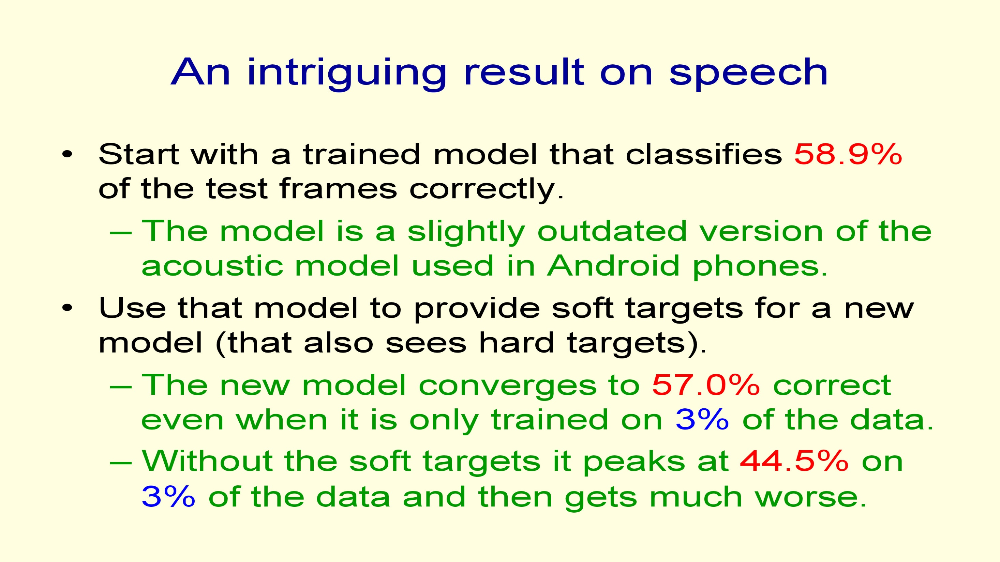 An intriguing result on speech
• Start with a trained model that classifies 58.9%
of the test frames correctly.
– The model is a slightly outdated version of the
acoustic model used in Android phones.
• Use that model to provide soft targets for a new
model (that also sees hard targets).
– The new model converges to 57.0% correct
even when it is only trained on 3% of the data.
– Without the soft targets it peaks at 44.5% on
3% of the data and then gets much worse.